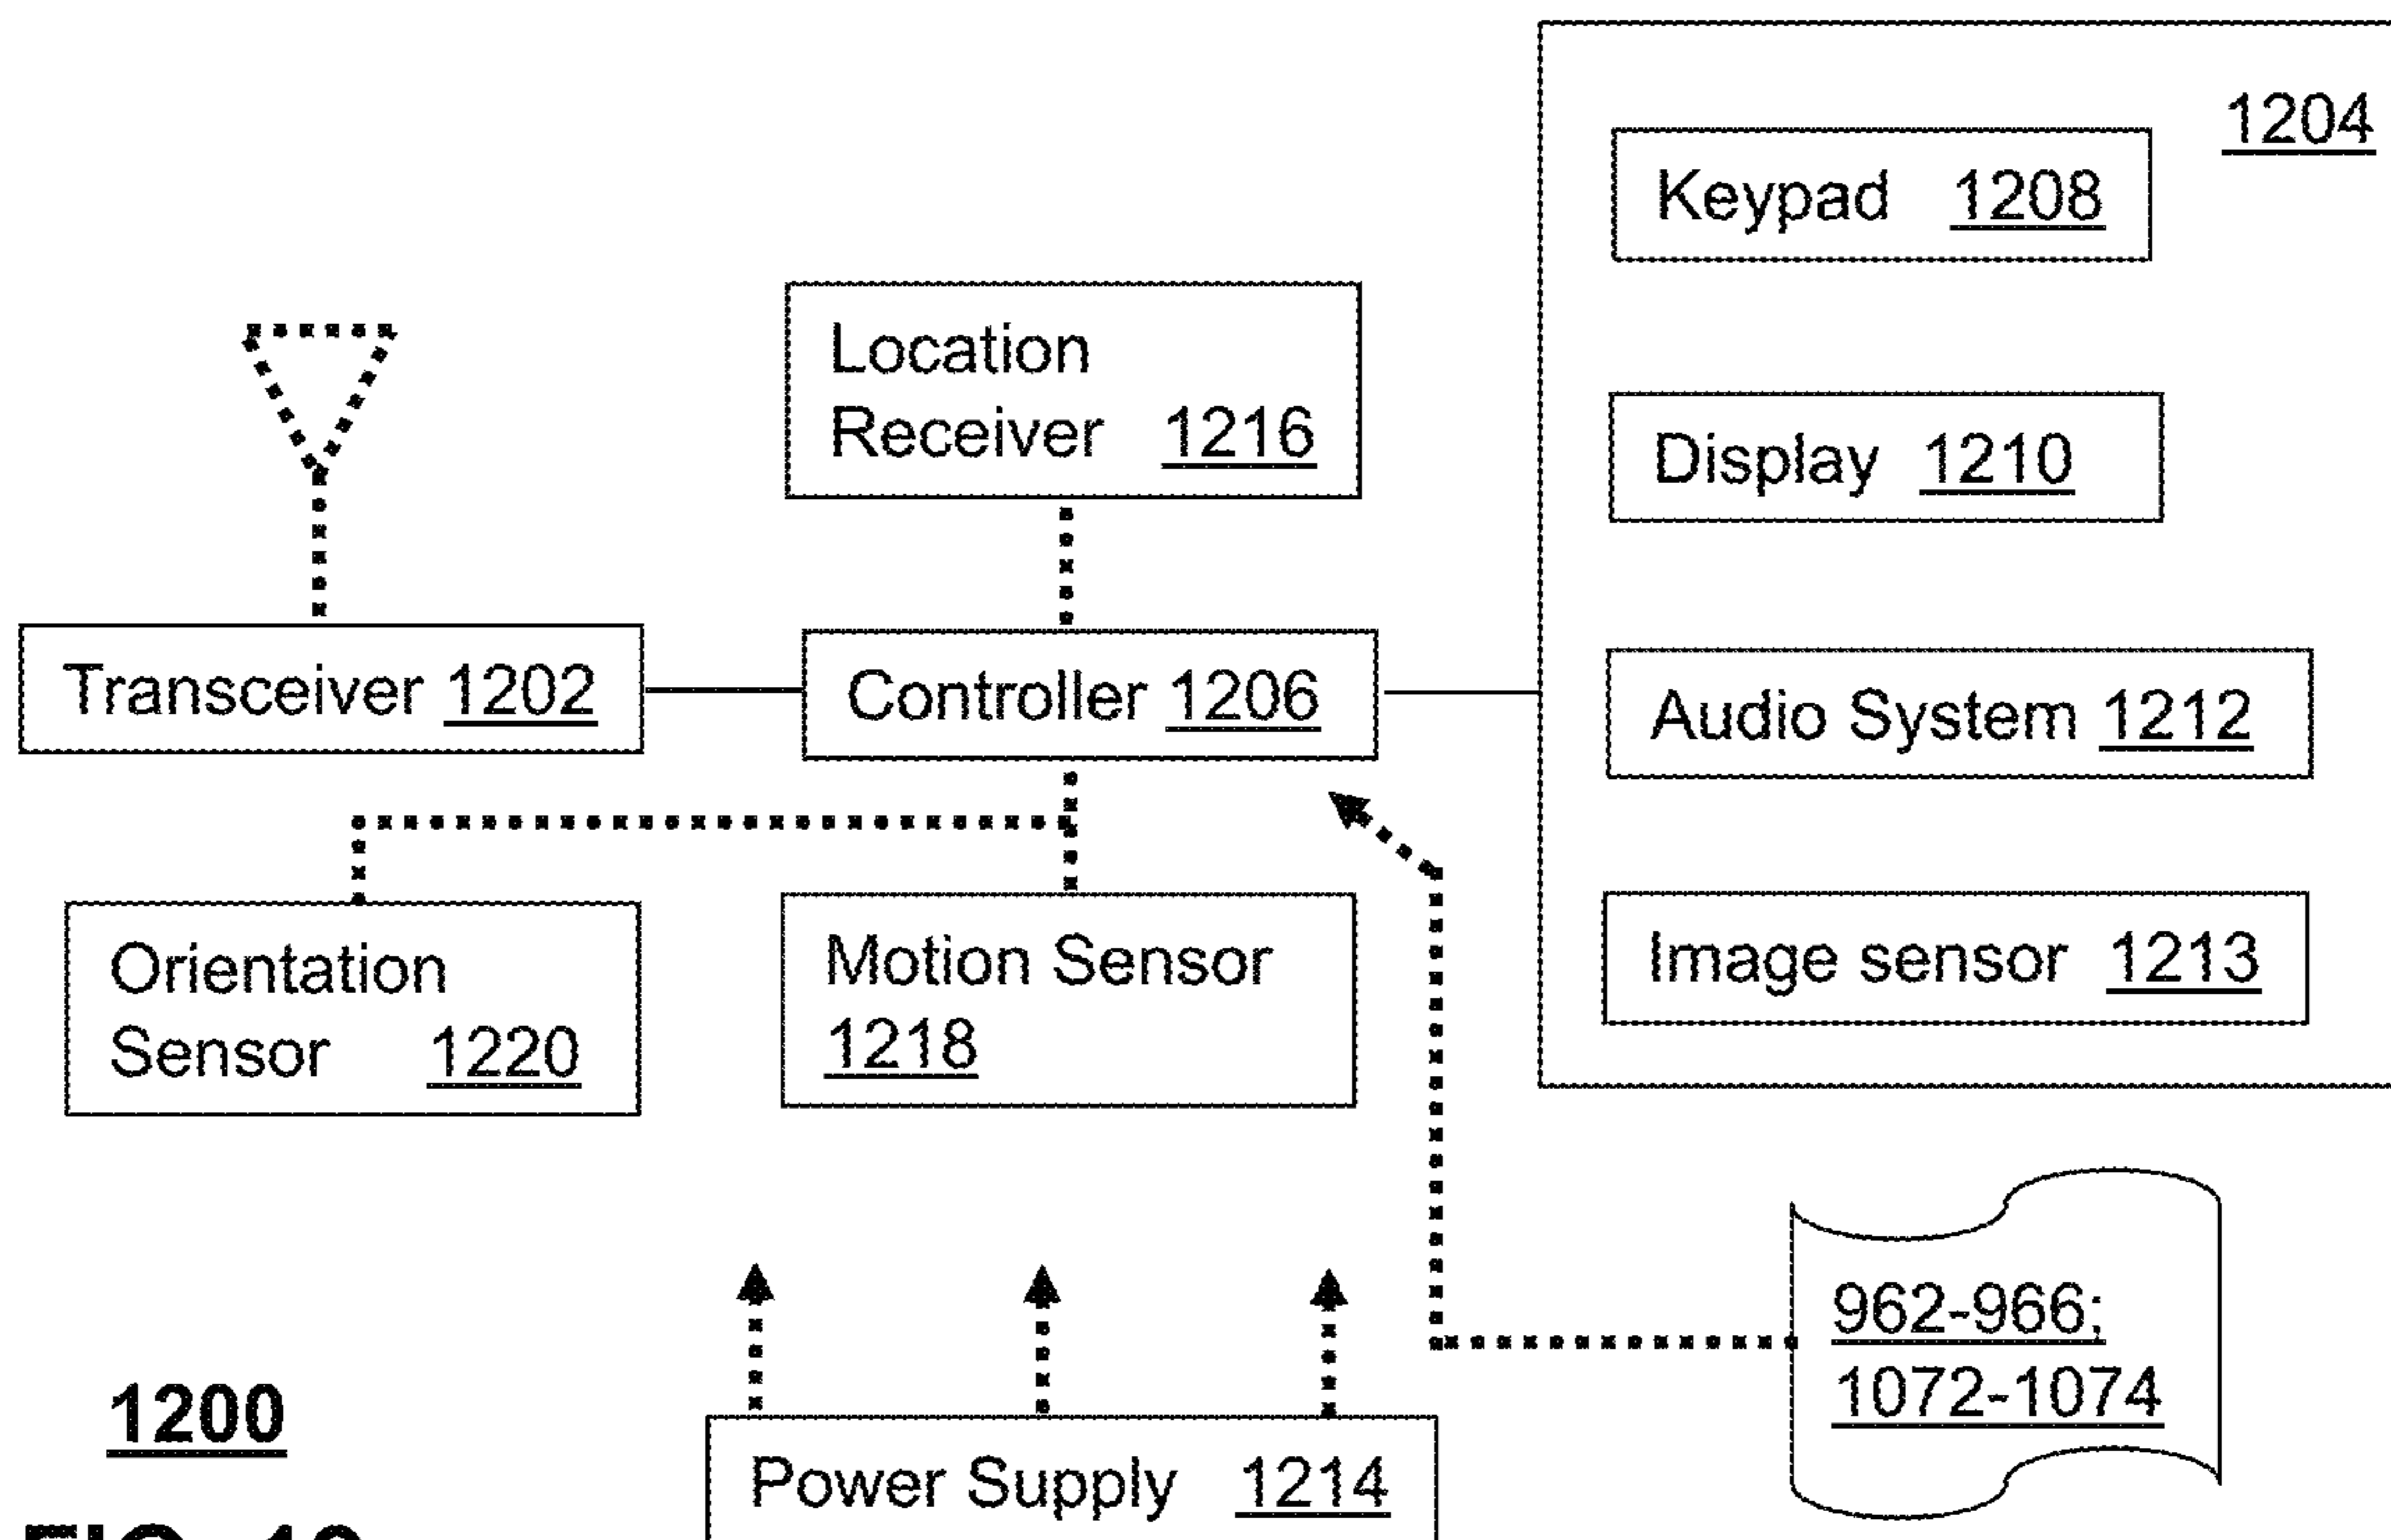 1204
Keypad 1208
Location
Receiver 1216
Display 1210
Transceiver 1202
Controller 1206
Audio System 1212
Orientation
Sensor 1220
Motion Sensor
1218
Image sensor 1213
962-966;
1072-1074
1200
Power Supply 1214